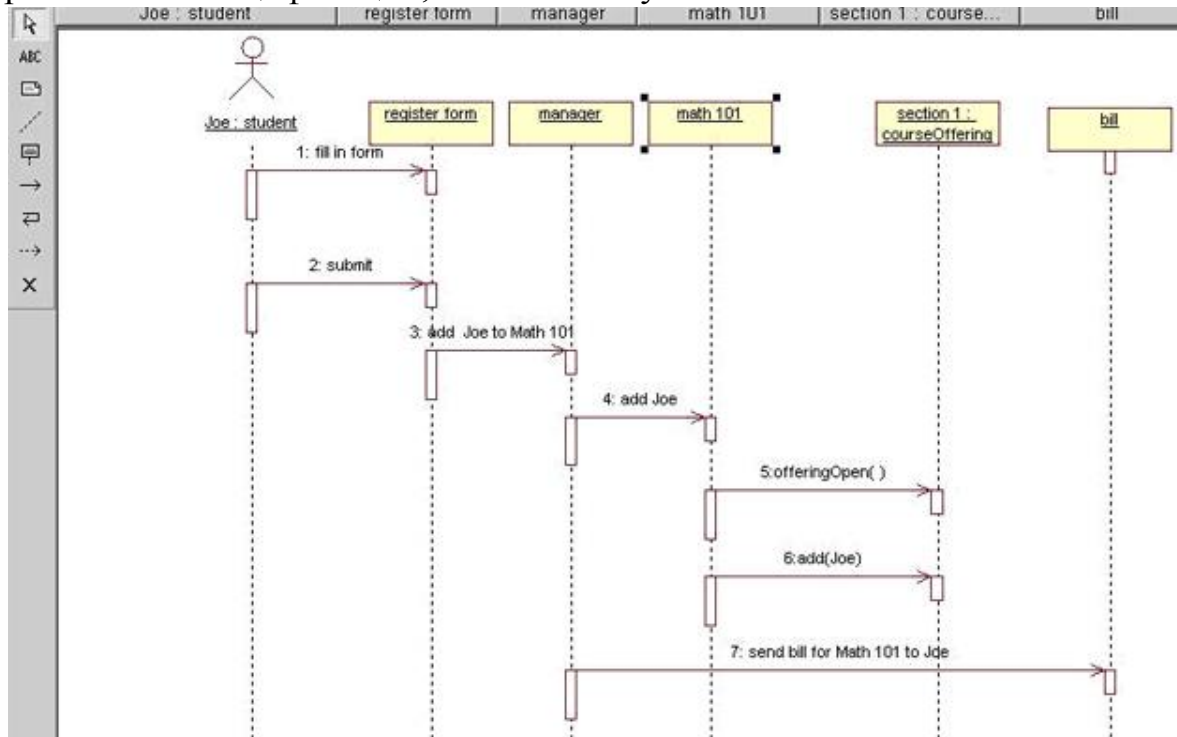 Joe : student
register form
manager
math 101
section 1 : course...
bill
ABC
Joe : student
register form
manager
math 101
section 1 :
courseOffering
bill
1: fill in form
2: submit
3: add Joe to Math 101
4: add Joe
5:offeringOpen( )
6:add(Joe)
7: send bill for Math 101 to Joe